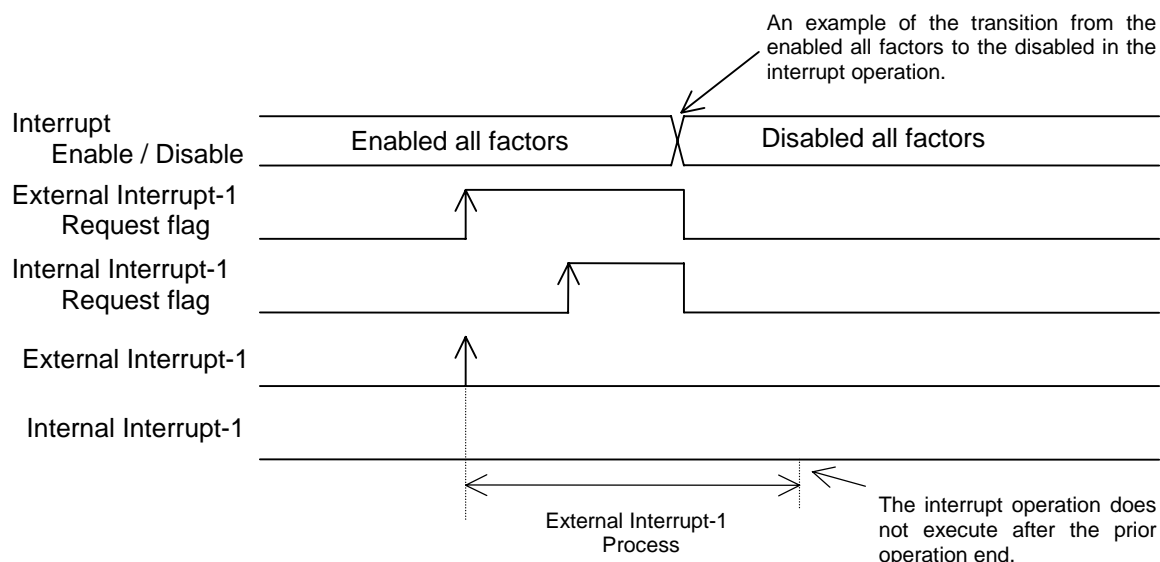 An example of the transition from the
enabled all factors to the disabled in the
interrupt operation.
Interrupt
Enable / Disable
Enabled all factors
Disabled all factors
External Interrupt-1
Request flag
Internal Interrupt-1
Request flag
External Interrupt-1
Internal Interrupt-1
External Interrupt-1
Process
The interrupt operation does
not execute after the prior
operation end.